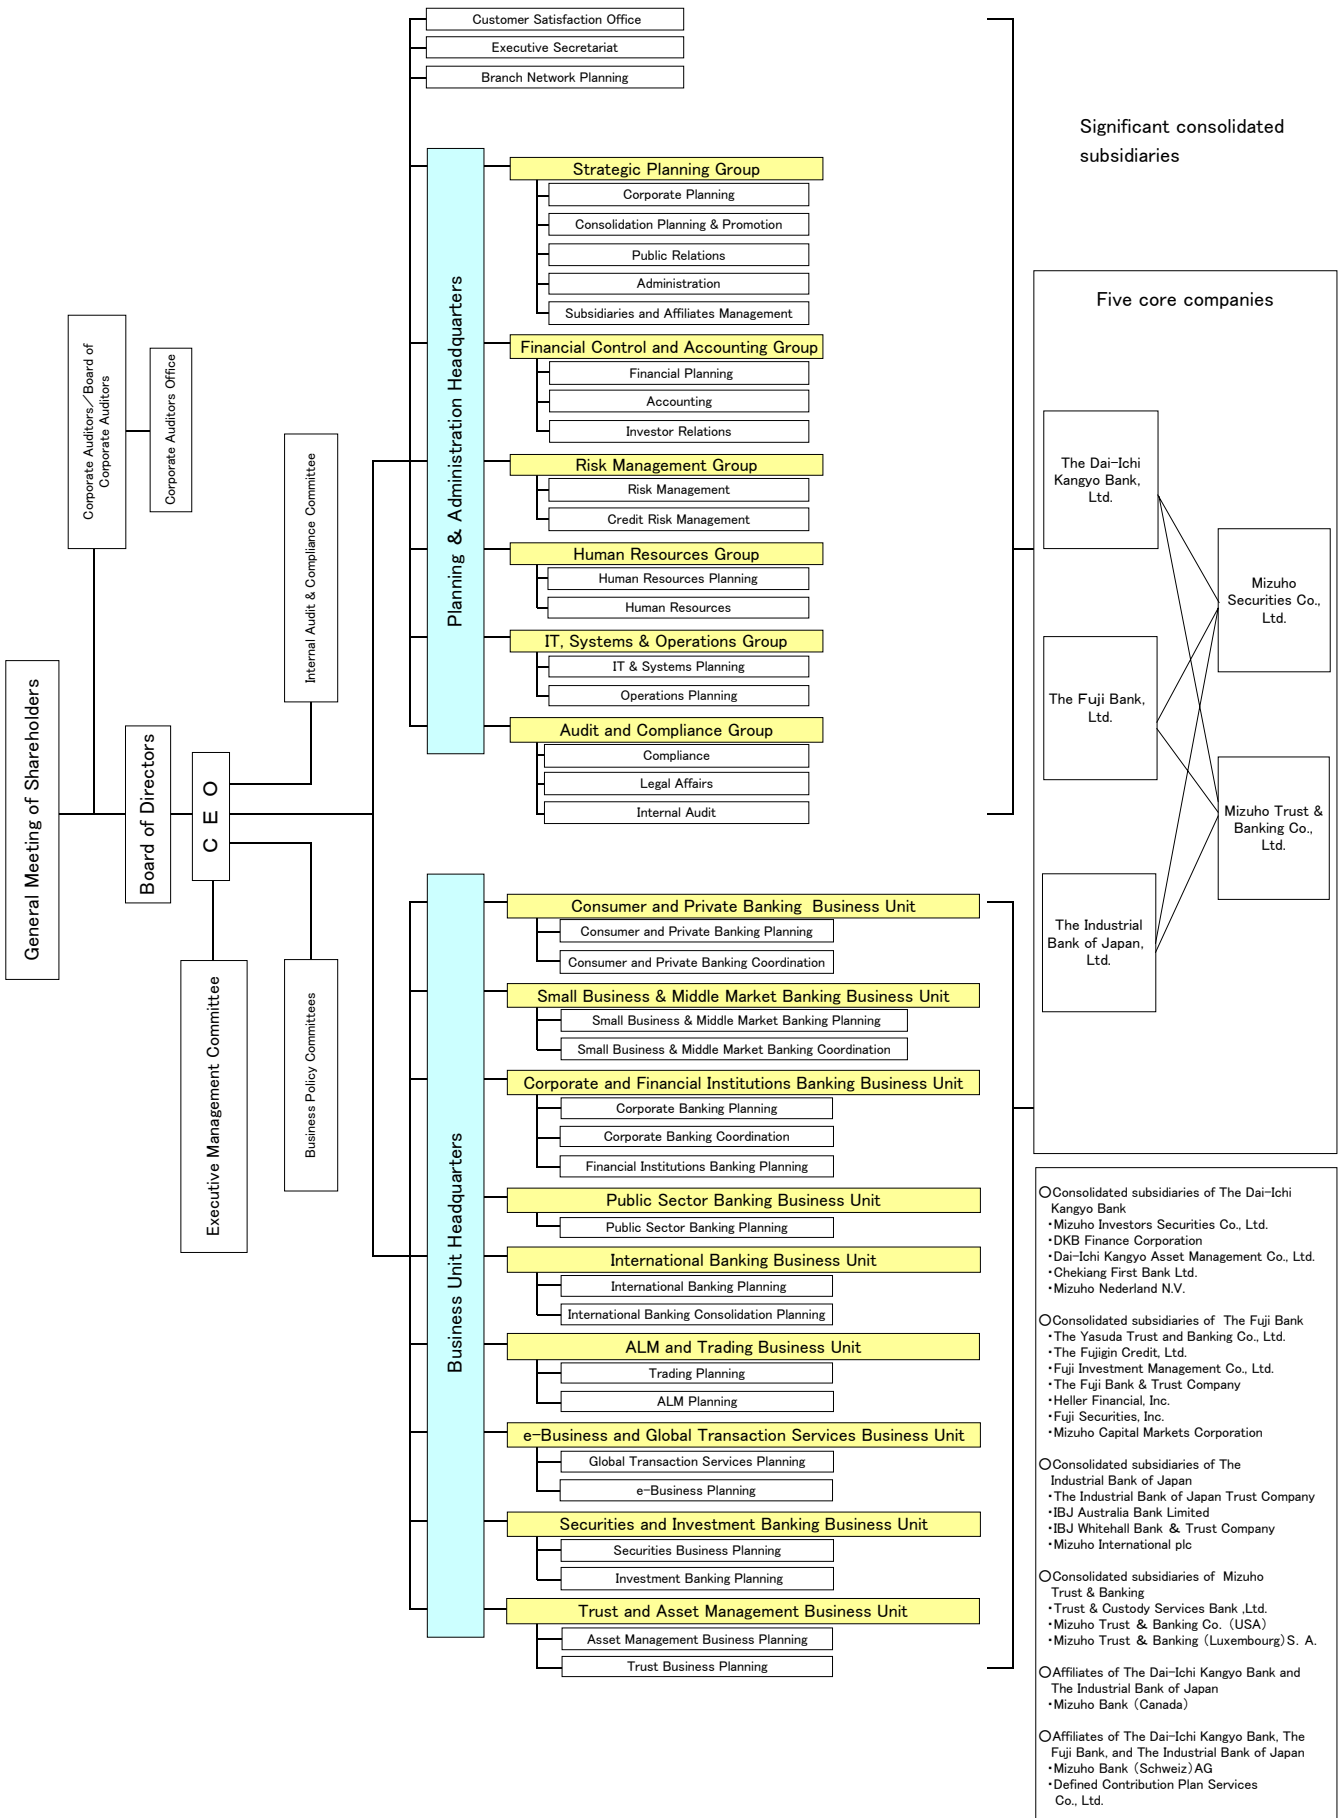 General Meeting of Shareholders
Corporate Auditors／Board of
Corporate Auditors
Corporate Auditors Office
Board of Directors
CEO
Internal Audit & Compliance Committee
Executive Management Committee
Business Policy Committees
Customer Satisfaction Office
Executive Secretariat
Branch Network Planning
Planning & Administration Headquarters
Strategic Planning Group
Corporate Planning
Consolidation Planning & Promotion
Public Relations
Administration
Subsidiaries and Affiliates Management
Financial Control and Accounting Group
Financial Planning
Accounting
Investor Relations
Risk Management Group
Risk Management
Credit Risk Management
Human Resources Group
Human Resources Planning
Human Resources
IT, Systems & Operations Group
IT & Systems Planning
Operations Planning
Audit and Compliance Group
Compliance
Legal Affairs
Internal Audit
Business Unit Headquarters
Consumer and Private Banking Business Unit
Consumer and Private Banking Planning
Consumer and Private Banking Coordination
Small Business & Middle Market Banking Business Unit
Small Business & Middle Market Banking Planning
Small Business & Middle Market Banking Coordination
Corporate and Financial Institutions Banking Business Unit
Corporate Banking Planning
Corporate Banking Coordination
Financial Institutions Banking Planning
Public Sector Banking Business Unit
Public Sector Banking Planning
International Banking Business Unit
International Banking Planning
International Banking Consolidation Planning
ALM and Trading Business Unit
Trading Planning
ALM Planning
e-Business and Global Transaction Services Business Unit
Global Transaction Services Planning
e-Business Planning
Securities and Investment Banking Business Unit
Securities Business Planning
Investment Banking Planning
Trust and Asset Management Business Unit
Asset Management Business Planning
Trust Business Planning
Significant consolidated
subsidiaries
Five core companies
The Dai-Ichi
Kangyo Bank,
Ltd.
The Fuji Bank,
Ltd.
The Industrial
Bank of Japan,
Ltd.
Mizuho
Securities Co.,
Ltd.
Mizuho Trust &
Banking Co.,
Ltd.
○Consolidated subsidiaries of The Dai-Ichi
Kangyo Bank
・Mizuho Investors Securities Co., Ltd.
・DKB Finance Corporation
・Dai-Ichi Kangyo Asset Management Co., Ltd.
・Chekiang First Bank Ltd.
・Mizuho Nederland N.V.
○Consolidated subsidiaries of The Fuji Bank
・The Yasuda Trust and Banking Co., Ltd.
・The Fujigin Credit, Ltd.
・Fuji Investment Management Co., Ltd.
・The Fuji Bank & Trust Company
・Heller Financial, Inc.
・Fuji Securities, Inc.
・Mizuho Capital Markets Corporation
○Consolidated subsidiaries of The
Industrial Bank of Japan
・The Industrial Bank of Japan Trust Company
・IBJ Australia Bank Limited
・IBJ Whitehall Bank & Trust Company
・Mizuho International plc
○Consolidated subsidiaries of Mizuho
Trust & Banking
・Trust & Custody Services Bank ,Ltd.
・Mizuho Trust & Banking Co. (USA)
・Mizuho Trust & Banking (Luxembourg) S. A.
○Affiliates of The Dai-Ichi Kangyo Bank and
The Industrial Bank of Japan
・Mizuho Bank (Canada)
○Affiliates of The Dai-Ichi Kangyo Bank, The
Fuji Bank, and The Industrial Bank of Japan
・Mizuho Bank (Schweiz) AG
・Defined Contribution Plan Services
Co., Ltd.